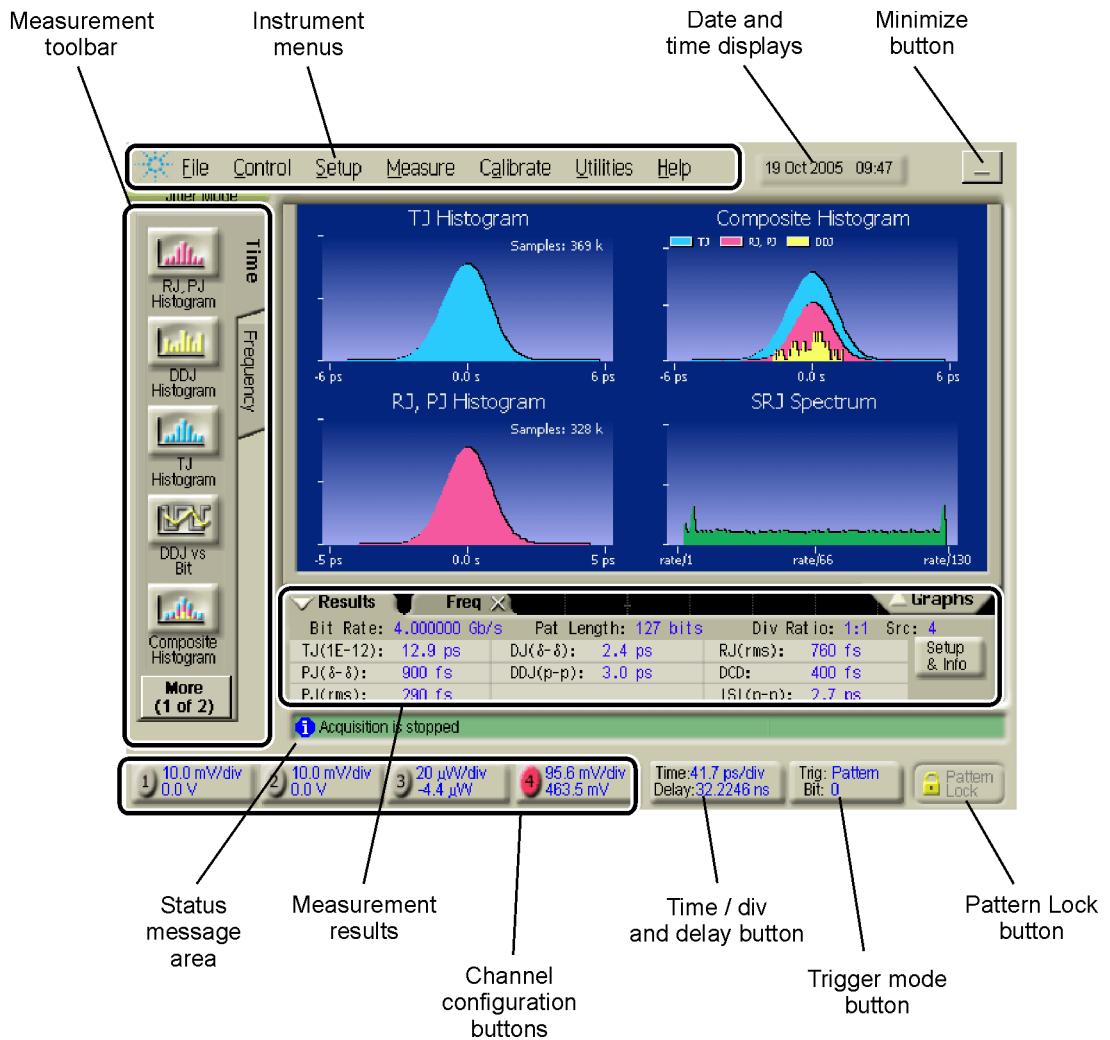 Measurement
toolbar
Instrument
menus
Date and
time displays
Minimize
button
File Control Setup Measure Calibrate Utilities Help
19 Oct 2005 09:47
Jitter Mode
Time
Frequency
RJ, PJ
Histogram
DDJ
Histogram
TJ
Histogram
DDJ vs
Bit
Composite
Histogram
More
(1 of 2)
TJ Histogram
Samples: 369 k
-6 ps 0.0 s 6 ps
Composite Histogram
TJ RJ, PJ DDJ
-6 ps 0.0 s 6 ps
RJ, PJ Histogram
Samples: 328 k
-5 ps 0.0 s 5 ps
SRJ Spectrum
rate/1 rate/66 rate/130
Results Freq Graphs
Bit Rate: 4.000000 Gb/s Pat Length: 127 bits Div Ratio: 1:1 Src: 4
TJ(1E-12): 12.9 ps DJ(δ-δ): 2.4 ps RJ(rms): 760 fs
PJ(δ-δ): 900 fs DDJ(p-p): 3.0 ps DCD: 400 fs
PJ(rms): 290 fs ISI(p-p): 2.7 ps
Setup
& Info
Acquisition is stopped
1 10.0 mV/div
0.0 V
2 10.0 mV/div
0.0 V
3 20 µW/div
-4.4 µW
4 95.6 mV/div
463.5 mV
Time:41.7 ps/div
Delay:32.2246 ns
Trig: Pattern
Bit: 0
Pattern
Lock
Status
message
area
Measurement
results
Channel
configuration
buttons
Time / div
and delay button
Trigger mode
button
Pattern Lock
button